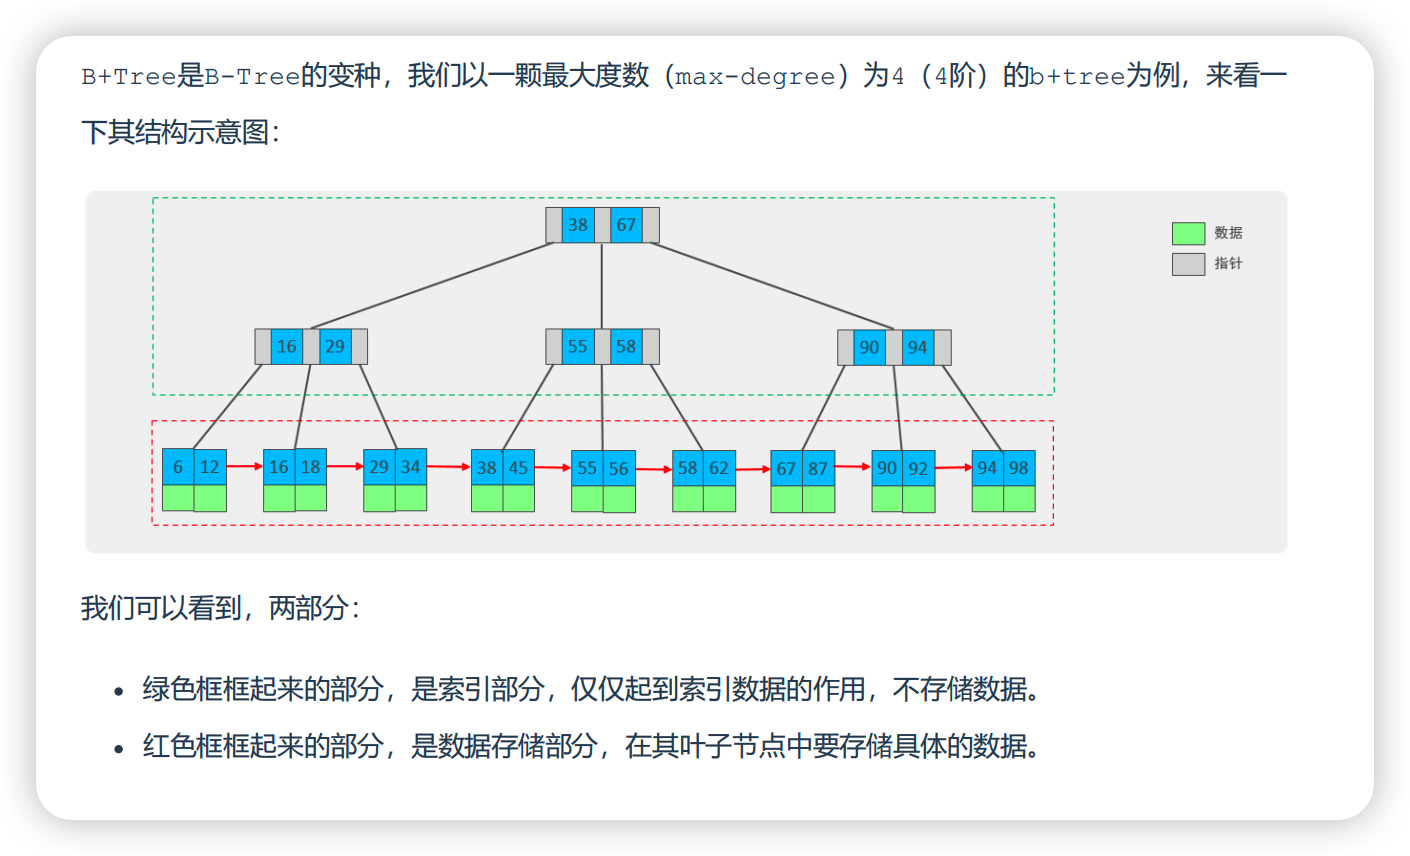 B+Tree是B-Tree的变种，我们以一颗最大度数（max-degree）为4（4阶）的b+tree为例，来看一
下其结构示意图：
38 67
数据
指针
16 29 55 58 90 94
6 12 16 18 29 34 38 45 55 56 58 62 67 87 90 92 94 98
我们可以看到，两部分：
• 绿色框框起来的部分，是索引部分，仅仅起到索引数据的作用，不存储数据。
• 红色框框起来的部分，是数据存储部分，在其叶子节点中要存储具体的数据。